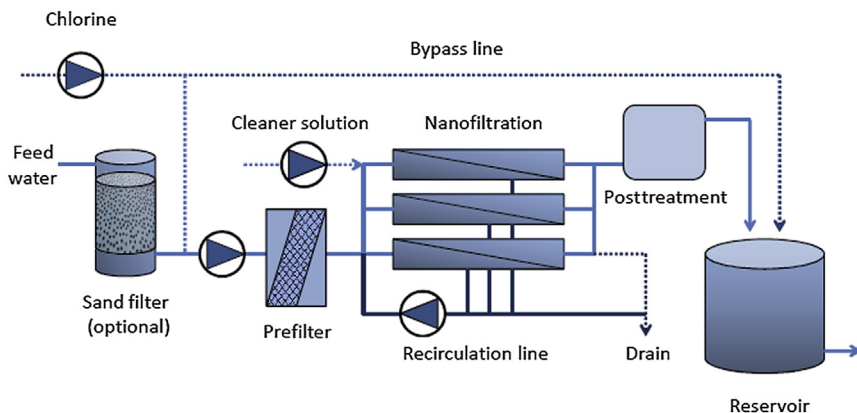 Chlorine
Bypass line
Cleaner solution
Nanofiltration
Feed
water
Posttreatment
Sand filter
(optional)
Prefilter
Recirculation line
Drain
Reservoir